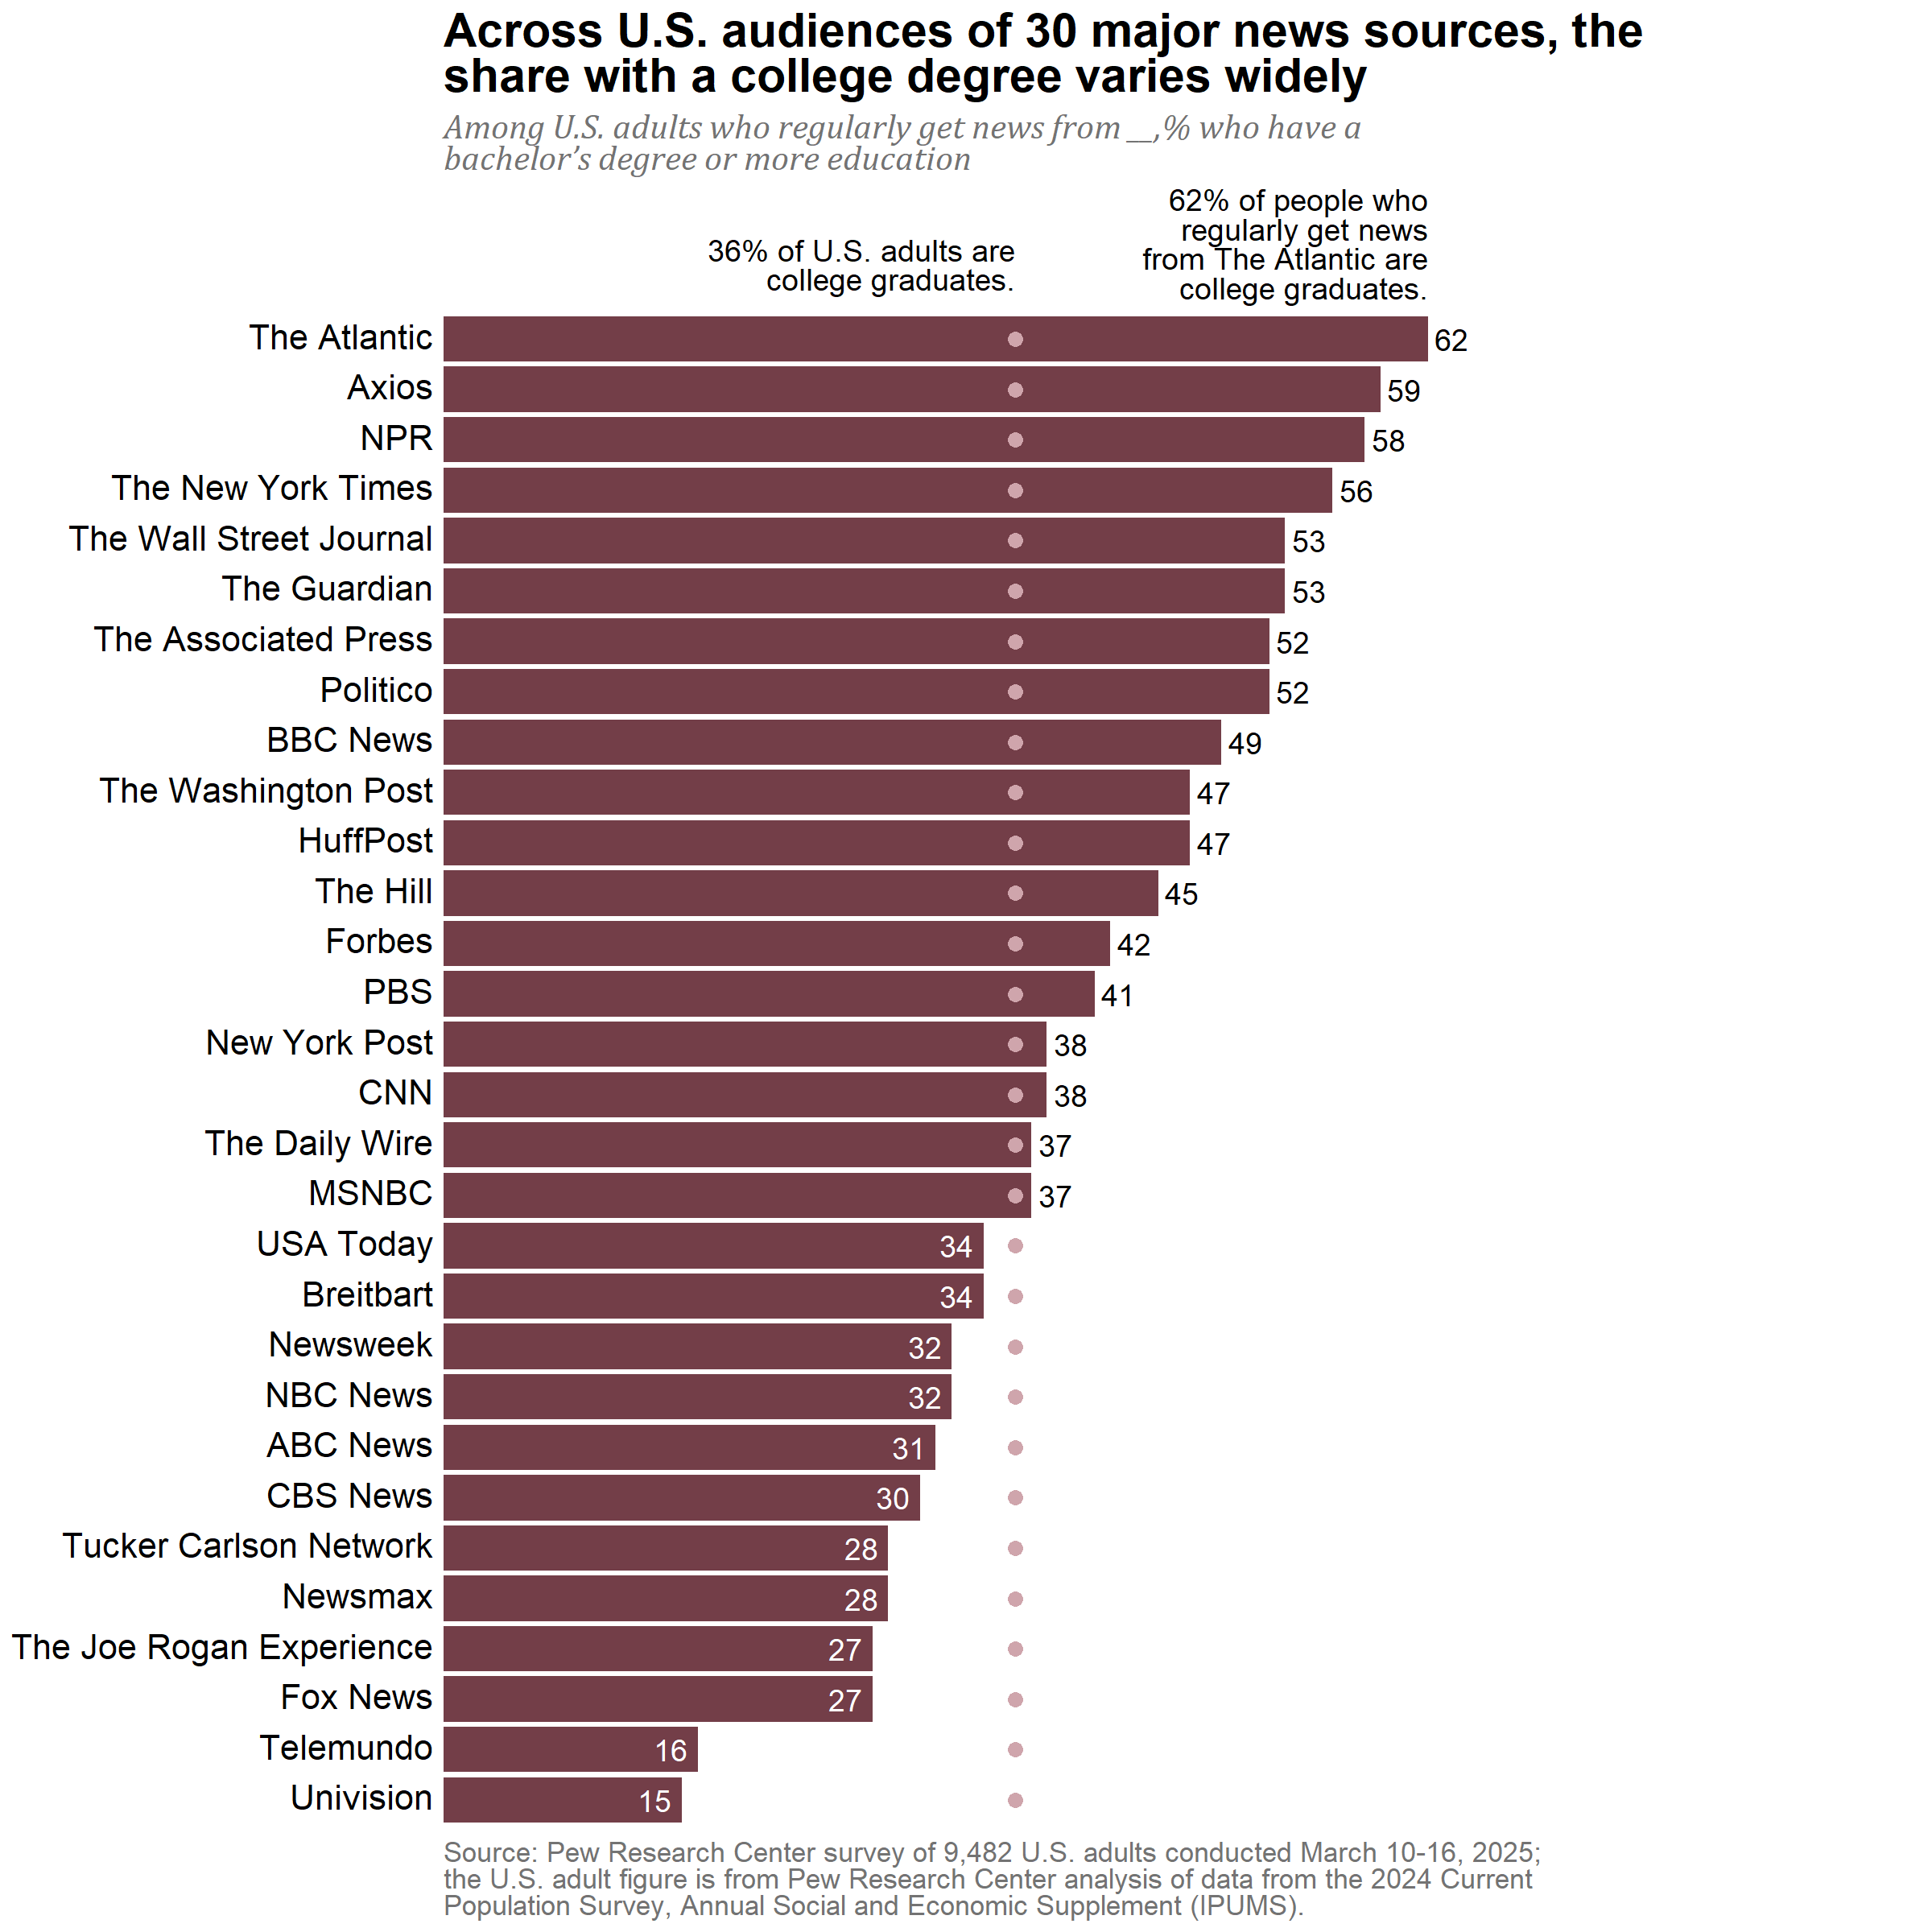 Across U.S. audiences of 30 major news sources, the
share with a college degree varies widely
Among U.S. adults who regularly get news from __,% who have a
bachelor’s degree or more education
36% of U.S. adults are
college graduates.
62% of people who
regularly get news
from The Atlantic are
college graduates.
The Atlantic 62
Axios 59
NPR 58
The New York Times 56
The Wall Street Journal 53
The Guardian 53
The Associated Press 52
Politico 52
BBC News 49
The Washington Post 47
HuffPost 47
The Hill 45
Forbes 42
PBS 41
New York Post 38
CNN 38
The Daily Wire 37
MSNBC 37
USA Today 34
Breitbart 34
Newsweek 32
NBC News 32
ABC News 31
CBS News 30
Tucker Carlson Network 28
Newsmax 28
The Joe Rogan Experience 27
Fox News 27
Telemundo 16
Univision 15
Source: Pew Research Center survey of 9,482 U.S. adults conducted March 10-16, 2025;
the U.S. adult figure is from Pew Research Center analysis of data from the 2024 Current
Population Survey, Annual Social and Economic Supplement (IPUMS).